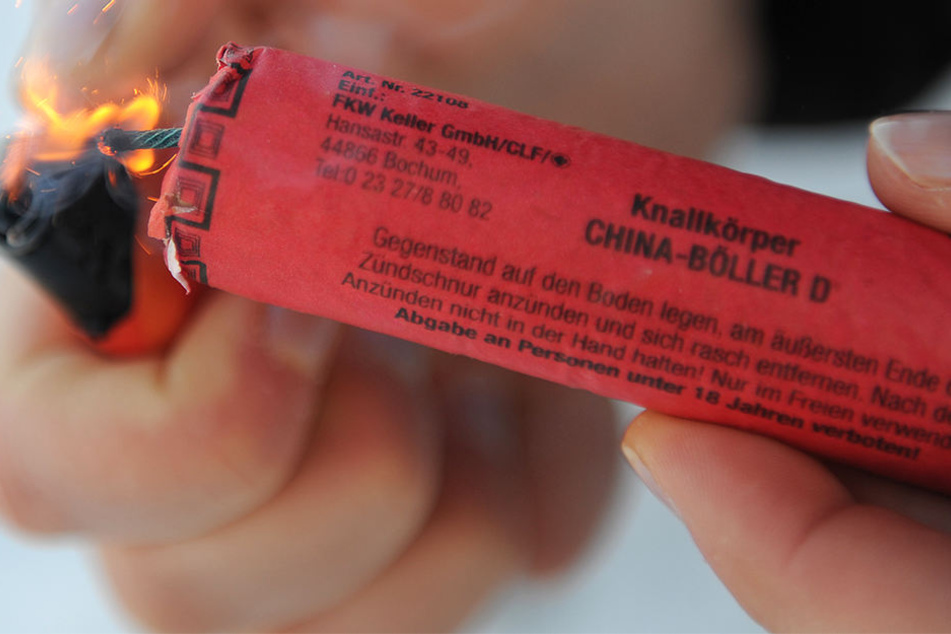 Art. Nr. 22108
Einf.:
FKW Keller GmbH/CLF/
Hansastr. 43-49,
44866 Bochum,
Tel:0 23 27/8 80 82
Knallkörper
CHINA-BÖLLER D
Gegenstand auf den Boden legen, am äußersten Ende
Zündschnur anzünden und sich rasch entfernen. Nach
Anzünden nicht in der Hand halten! Nur im Freien
Abgabe an Personen unter 18 Jahren verboten!